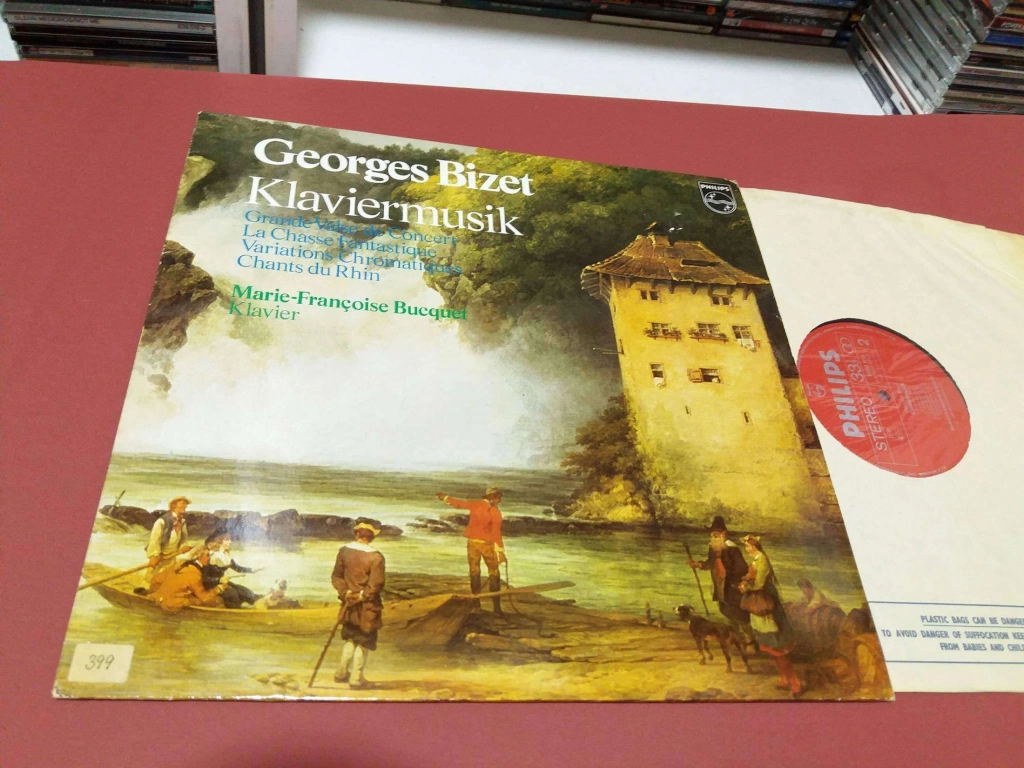 Georges Bizet
Klaviermusik
Grande Valse de Concert
La Chasse Fantastique
Variations Chromatiques
Chants du Rhin
Marie-Françoise Bucquet
Klavier
PHILIPS
399
PHILIPS
STEREO 33
2
PLASTIC BAGS CAN BE DANGE
TO AVOID DANGER OF SUFFOCATION KEE
FROM BABIES AND CHIL